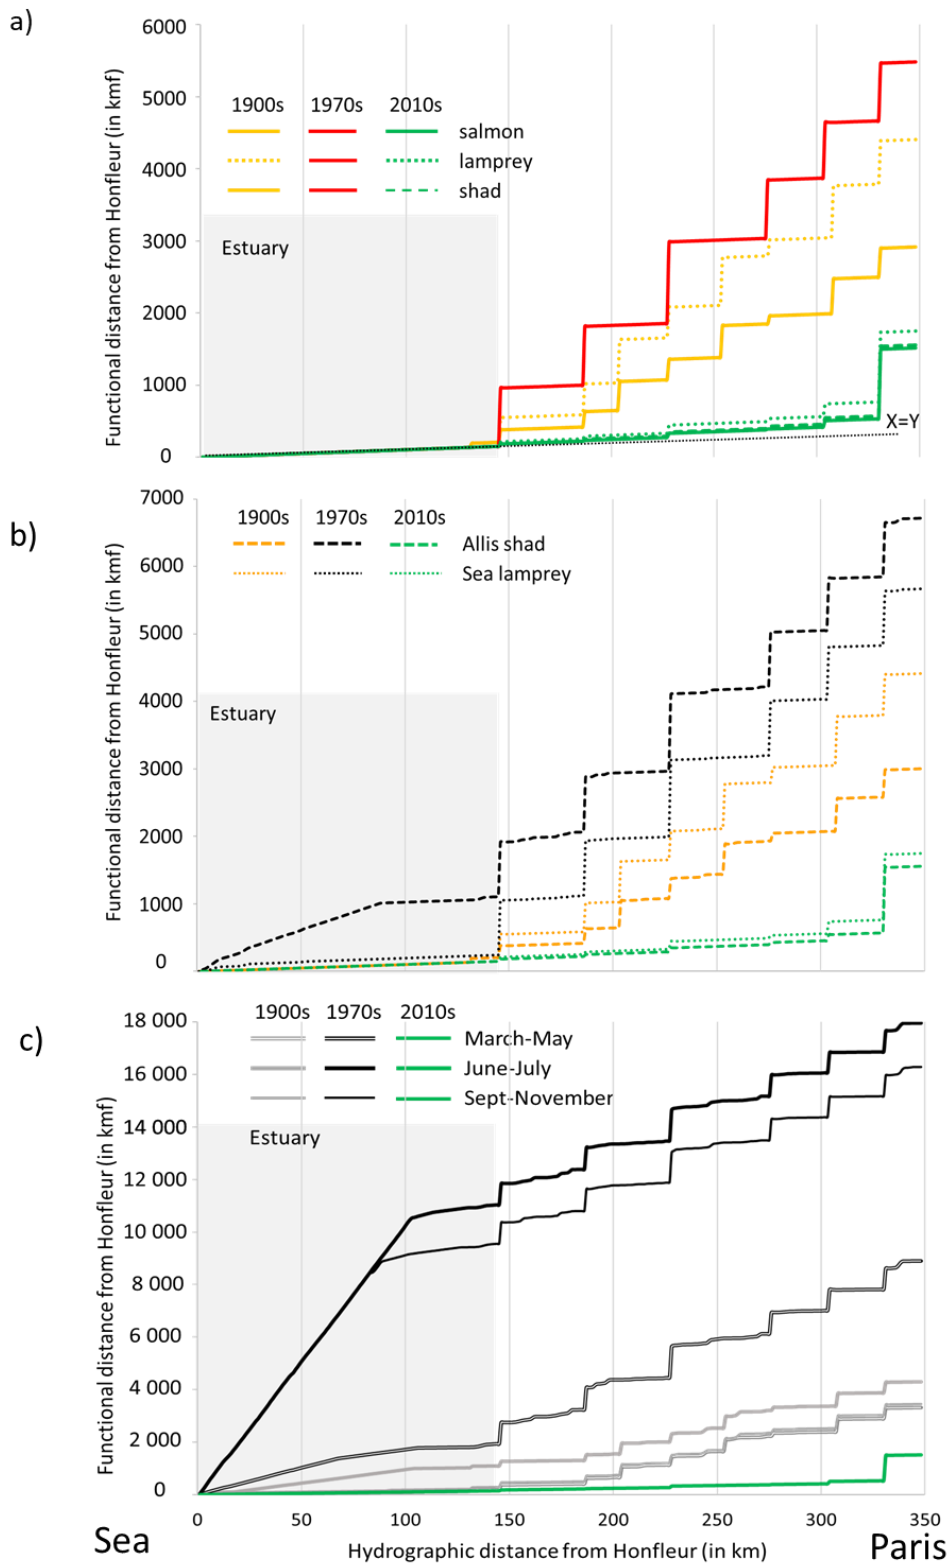 a)
Functional distance from Honfleur (in kmf)
6000
5000
4000
3000
2000
1000
0
1900s 1970s 2010s
salmon
lamprey
shad
Estuary
X=Y
b)
Functional distance from Honfleur (in kmf)
7000
6000
5000
4000
3000
2000
1000
0
1900s 1970s 2010s
Allis shad
Sea lamprey
Estuary
c)
Functional distance from Honfleur (in kmf)
18 000
16 000
14 000
12 000
10 000
8 000
6 000
4 000
2 000
0
1900s 1970s 2010s
March-May
June-July
Sept-November
Estuary
0 50 100 150 200 250 300 350
Sea Hydrographic distance from Honfleur (in km) Paris